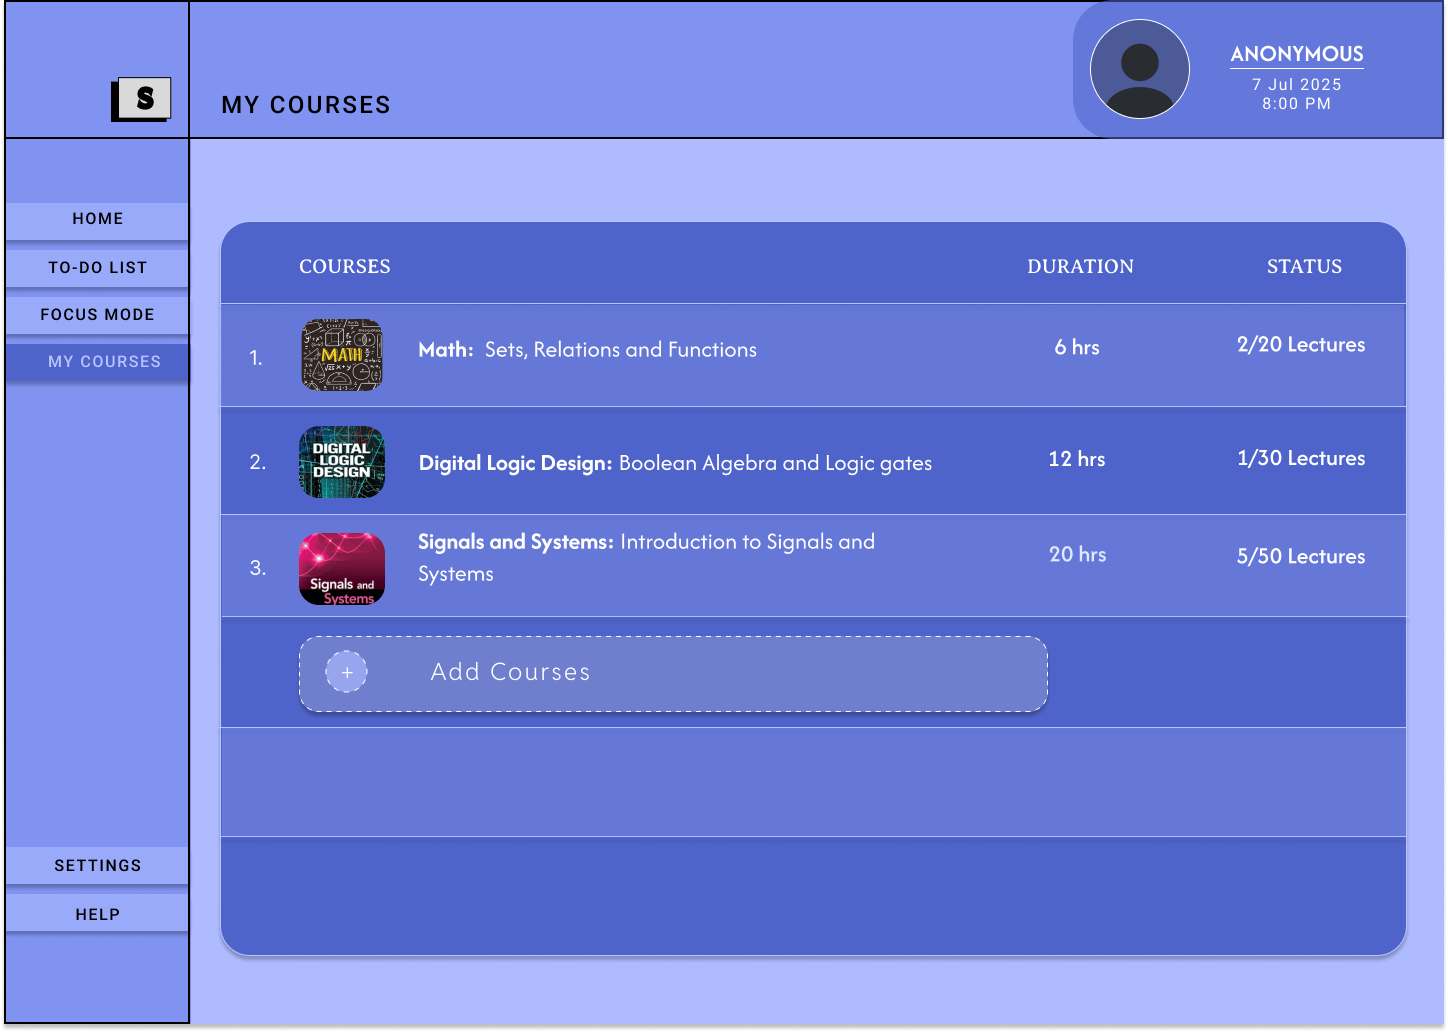 S
MY COURSES
ANONYMOUS
7 Jul 2025
8:00 PM
HOME
TO-DO LIST
FOCUS MODE
MY COURSES
SETTINGS
HELP
COURSES DURATION STATUS
1. MATH Math: Sets, Relations and Functions 6 hrs 2/20 Lectures
2. DIGITAL
LOGIC
DESIGN
Digital Logic Design: Boolean Algebra and Logic gates 12 hrs 1/30 Lectures
3. Signals and
Systems
Signals and Systems: Introduction to Signals and
Systems
20 hrs 5/50 Lectures
+ Add Courses